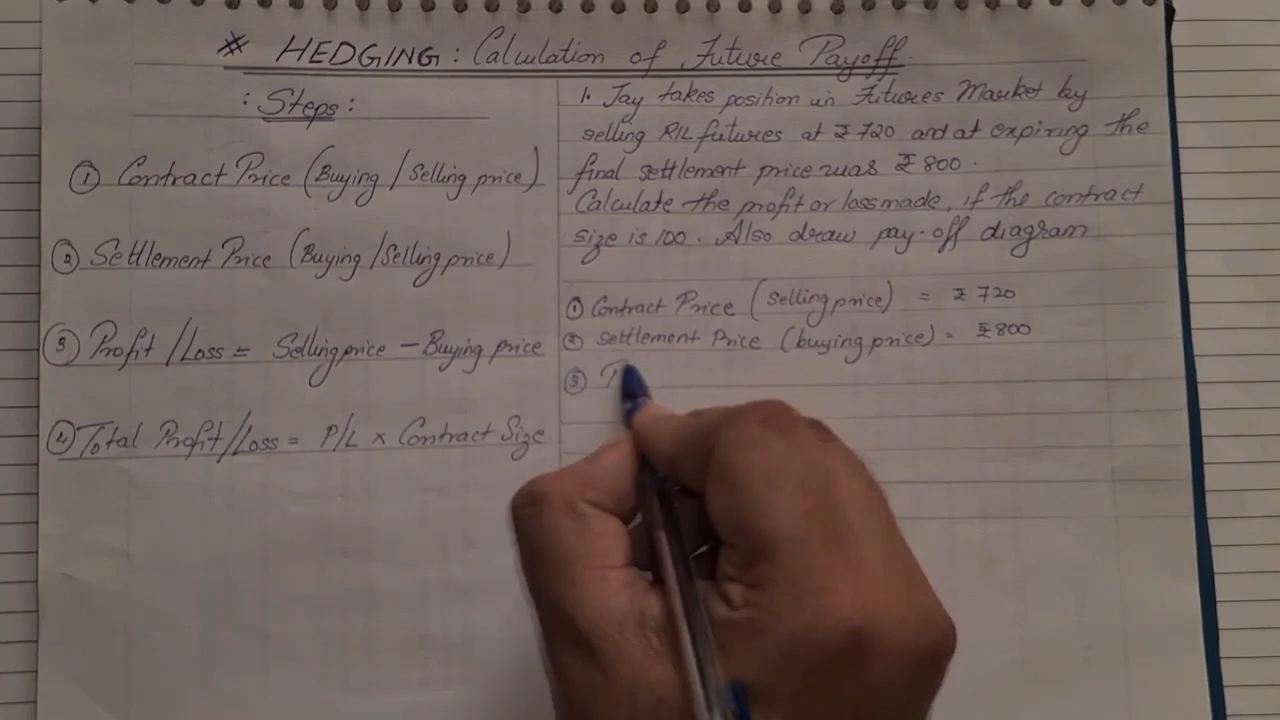 * HEDGING: Calculation of Future Payoff
: Steps :
① Contract Price (Buying / Selling price)
② Settlement Price (Buying / Selling price)
③ Profit / Loss = Selling price - Buying price
④ Total Profit / Loss = P/L x Contract Size
1. Jay takes position in Futures Market by
selling RIL futures at ₹720 and at expiring the
final settlement price was ₹800.
Calculate the profit or loss made, if the contract
size is 100. Also draw pay-off diagram
① Contract Price (selling price) = ₹720
② Settlement Price (buying price) = ₹800
③